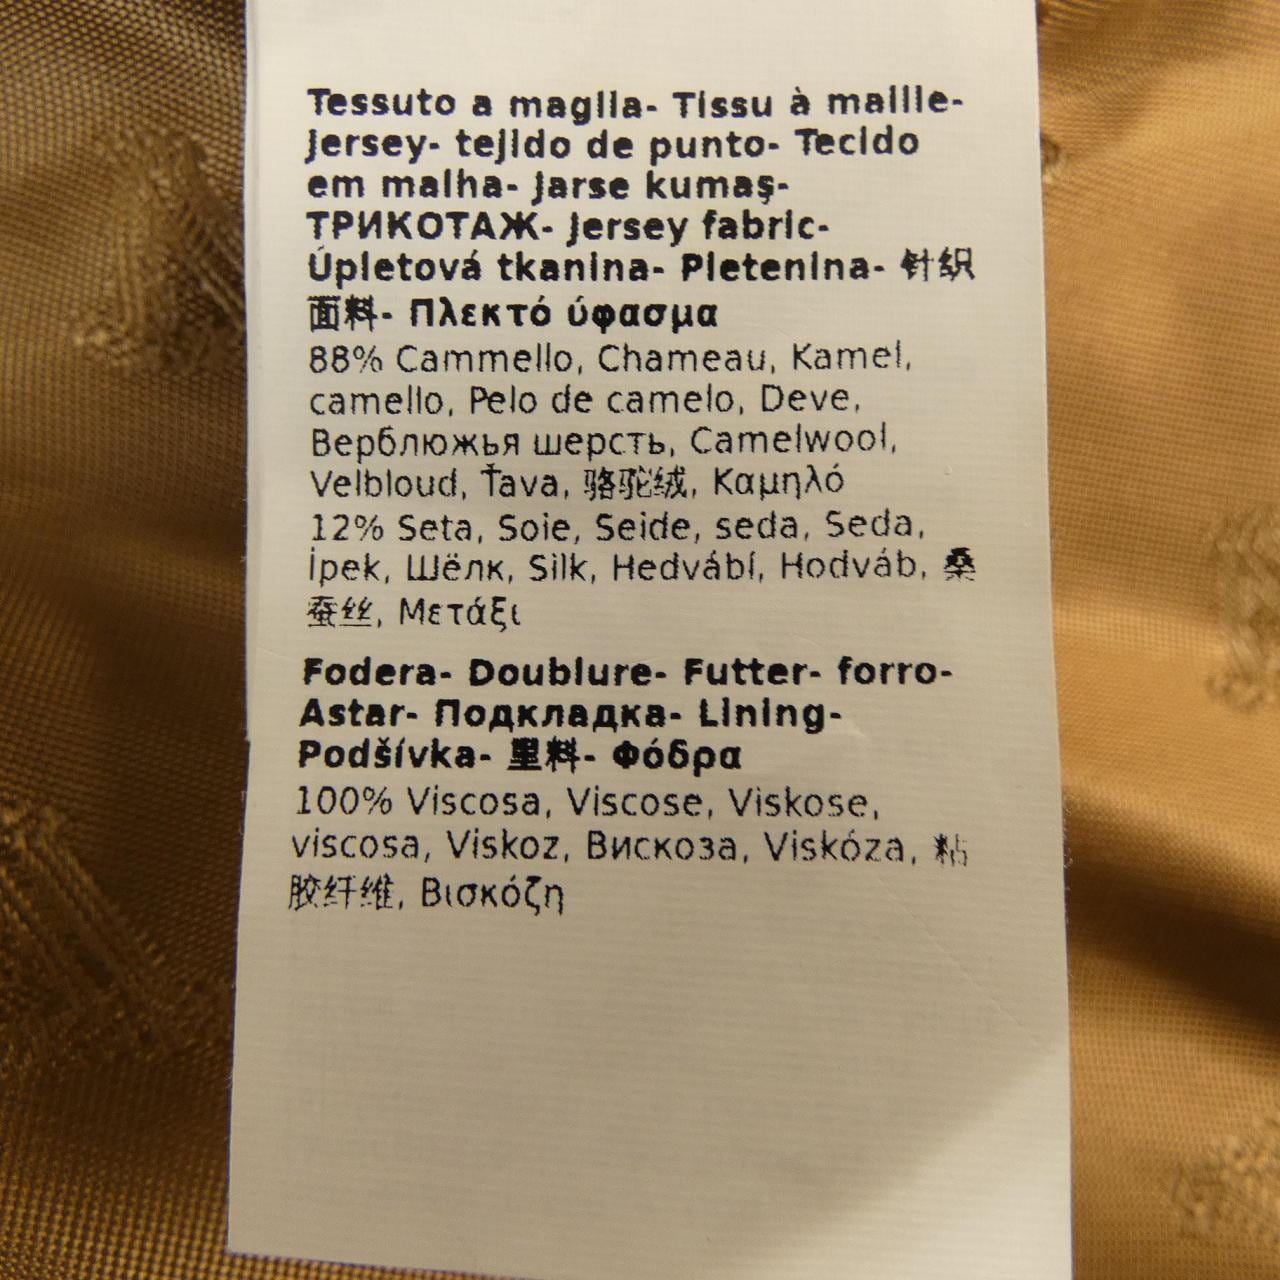 Tessuto a maglia- Tissu à maille-
Jersey- tejido de punto- Tecido
em malha- Jarse kumaş-
ТРИКОТАЖ- Jersey fabric-
Úpletová tkanina- Pletenina- 针织
面料- Πλεκτό ύφασμα
88% Cammello, Chameau, Kamel,
camello, Pelo de camelo, Deve,
Верблюжья шерсть, Camelwool,
Velbloud, Ťava, 骆驼绒, Καμηλό
12% Seta, Soie, Seide, seda, Seda,
İpek, Шёлк, Silk, Hedvábí, Hodváb, 桑
蚕丝, Μετάξι
Fodera- Doublure- Futter- forro-
Astar- Подкладка- Lining-
Podšívka- 里料- Φόδρα
100% Viscosa, Viscose, Viskose,
viscosa, Viskoz, Вискоза, Viskóza, 粘
胶纤维, Βισκόζη